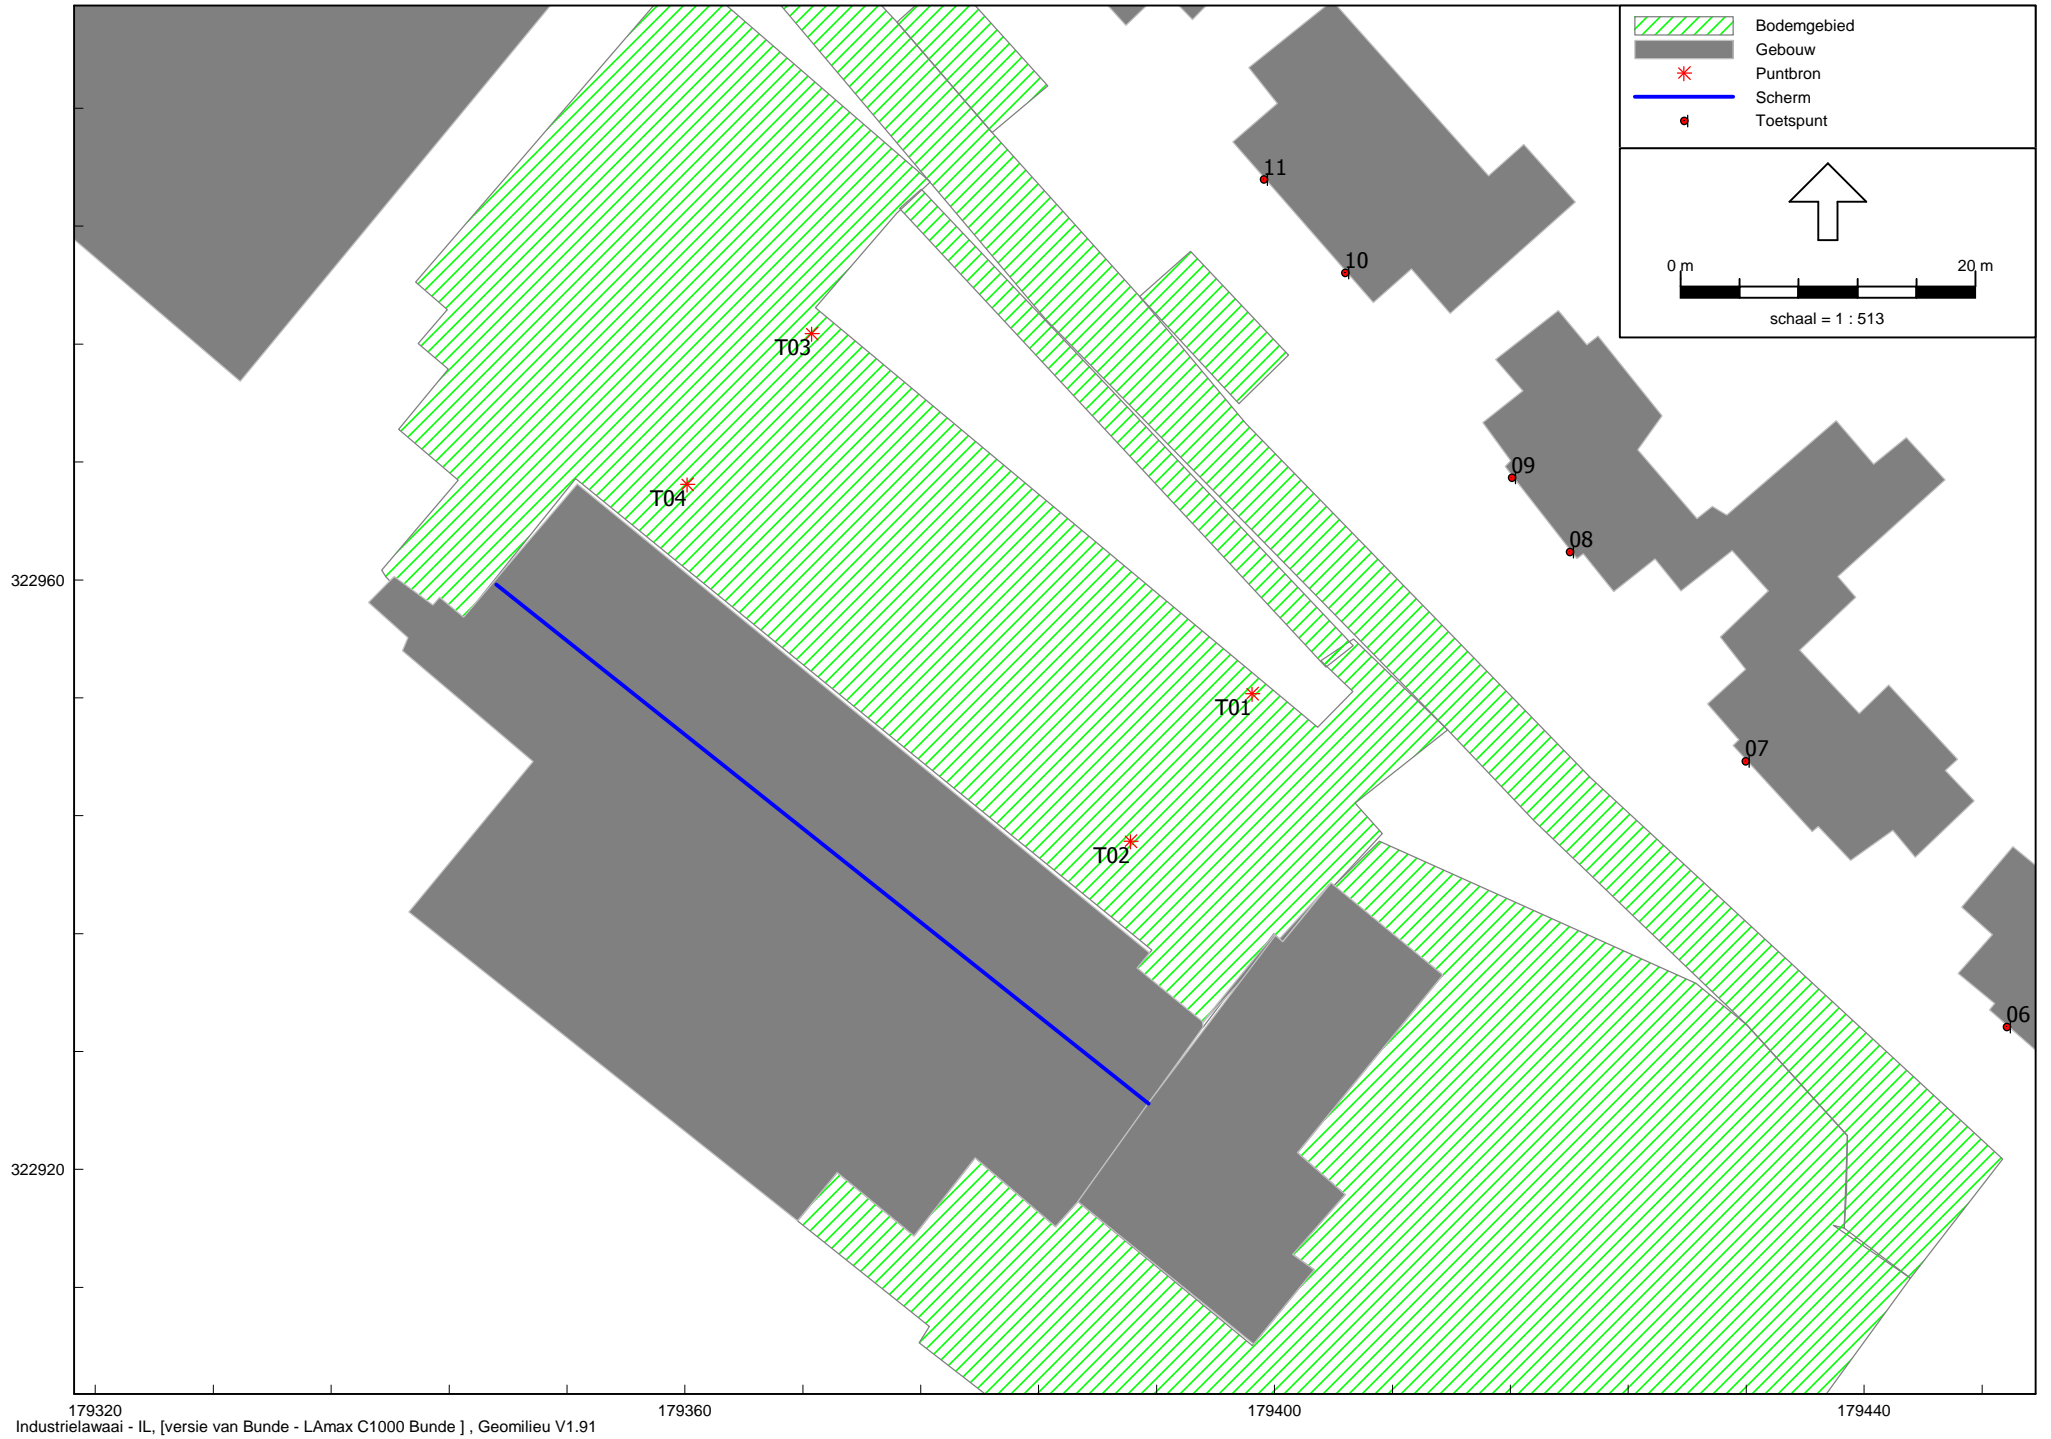 Bodemgebied
Gebouw
Puntbron
Scherm
Toetspunt
0 m 20 m
schaal = 1 : 513
11
10
T03
09
T04
08
322960
T01
07
T02
06
322920
179320 179360 179400 179440
Industrielawaai - IL, [versie van Bunde - LAmax C1000 Bunde ] , Geomilieu V1.91